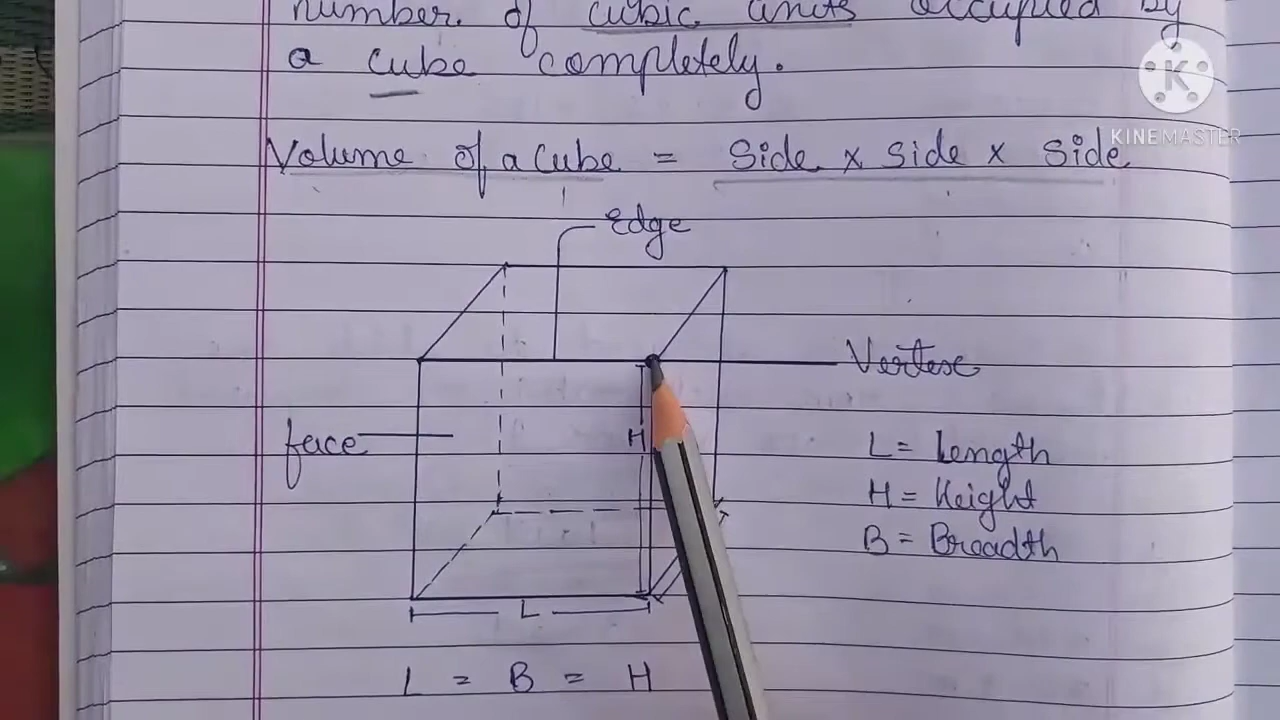 number of cubic units occupied by
a cube completely.
K
KINEMASTER
Volume of a Cube = Side x Side x Side
Edge
Vertex
face
H
L = Length
H = Height
B = Breadth
L
L = B = H